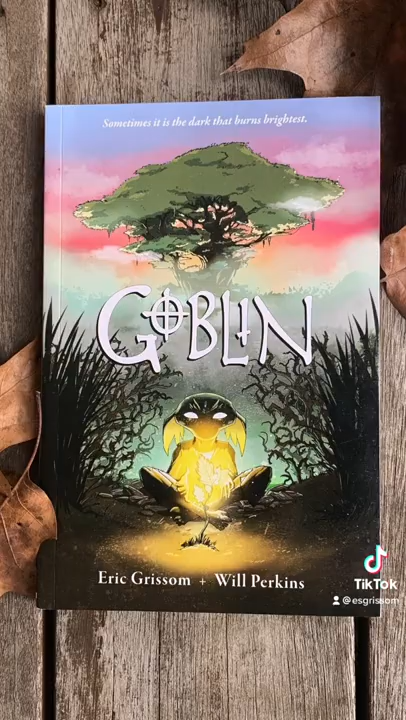 Sometimes it is the dark that burns brightest.
GOBLIN
Eric Grissom + Will Perkins
TikTok
@esgrissom